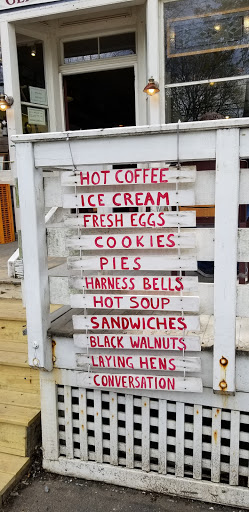 HOT COFFEE
ICE CREAM
FRESH EGGS
COOKIES
PIES
HARNESS BELLS
HOT SOUP
SANDWICHES
BLACK WALNUTS
LAYING HENS
CONVERSATION